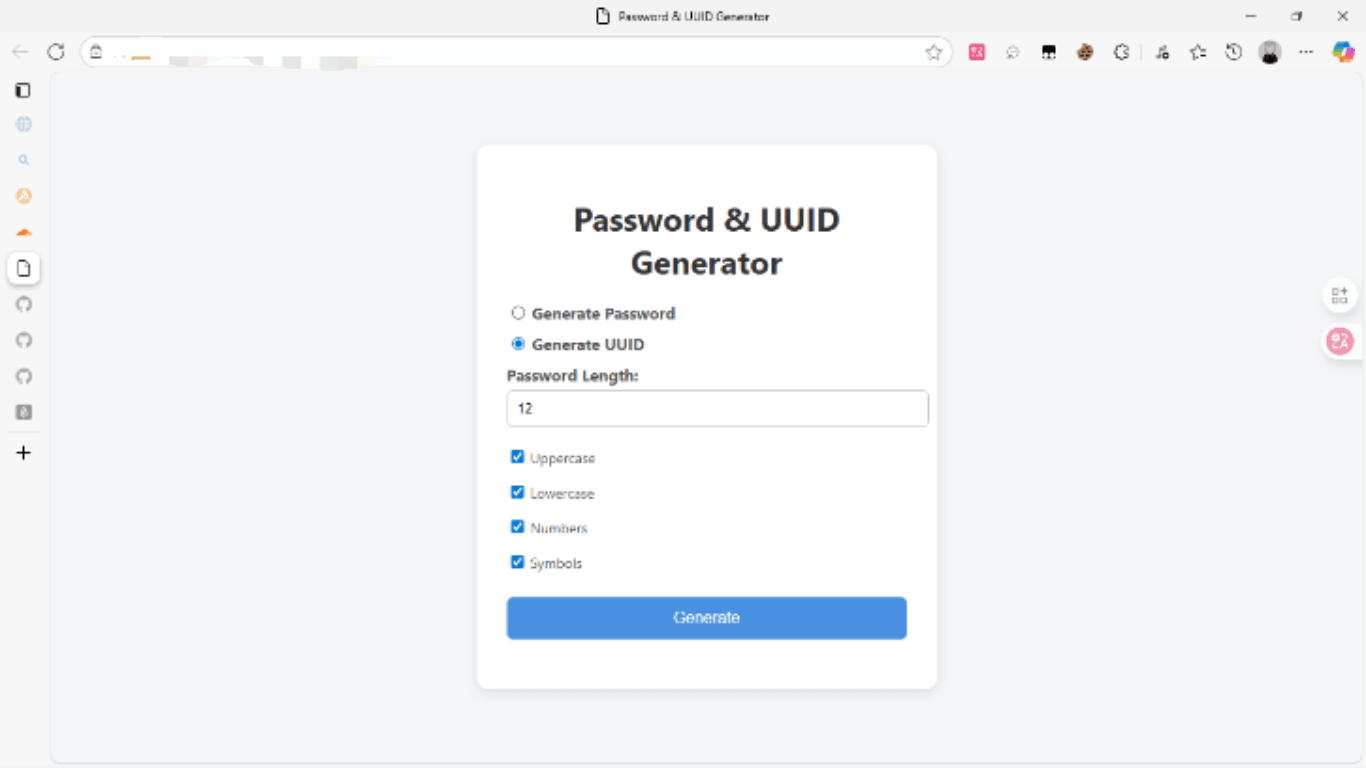 Password & UUID Generator
Password & UUID
Generator
Generate Password
Generate UUID
Password Length:
12
Uppercase
Lowercase
Numbers
Symbols
Generate